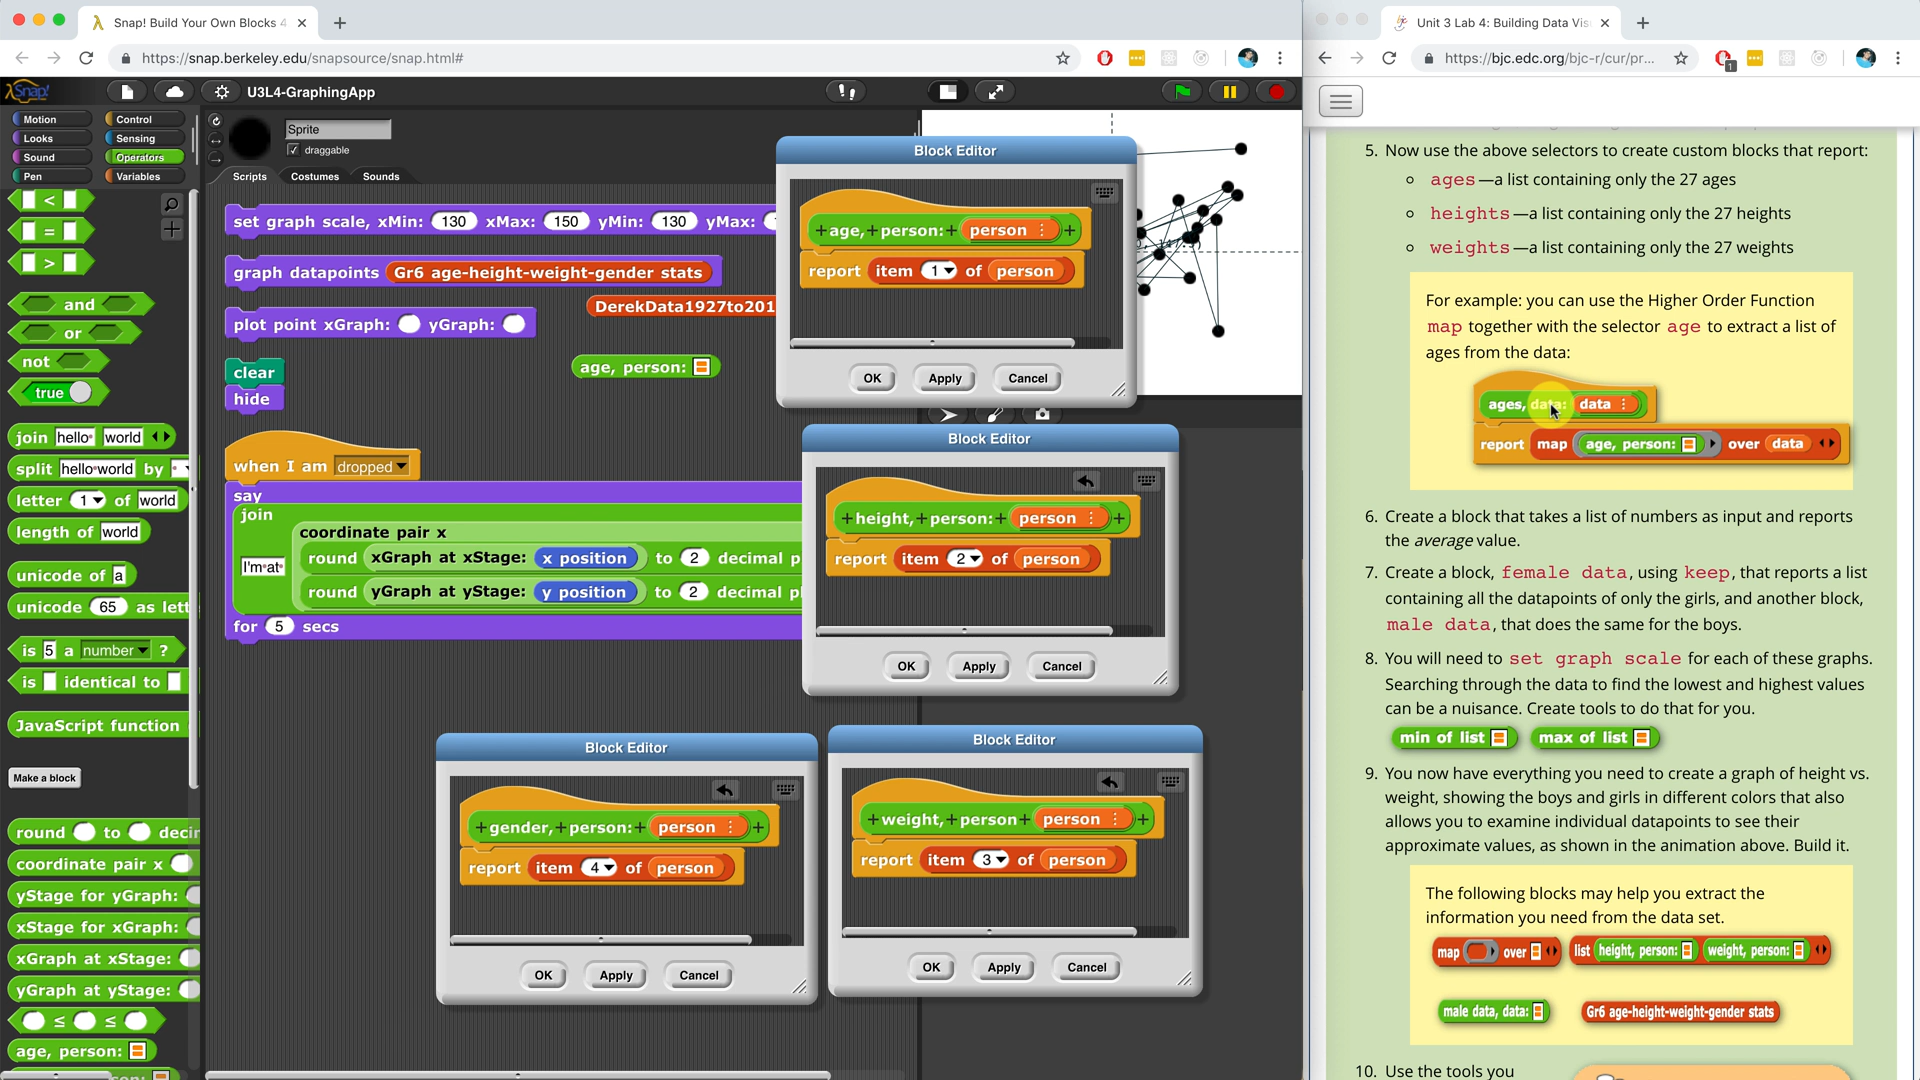 Snap! Build Your Own Blocks 4
https://snap.berkeley.edu/snapsource/snap.html#
Snap!
U3L4-GraphingApp
Motion
Control
Looks
Sensing
Sound
Operators
Pen
Variables
<
=
>
and
or
not
true
join hello world
split hello world by
letter 1 of world
length of world
unicode of a
unicode 65 as lett
is 5 a number ?
is identical to
JavaScript function
Make a block
round to decir
coordinate pair x
yStage for yGraph:
xStage for xGraph:
xGraph at xStage:
yGraph at yStage:
≤ ≤
age, person:
Sprite
draggable
Scripts
Costumes
Sounds
set graph scale, xMin: 130 xMax: 150 yMin: 130 yMax:
graph datapoints Gr6 age-height-weight-gender stats
DerekData1927to201
plot point xGraph: yGraph:
age, person:
clear
hide
when I am dropped
say
join
I'm at
coordinate pair x
round xGraph at xStage: x position to 2 decimal p
round yGraph at yStage: y position to 2 decimal p
for 5 secs
Block Editor
+ age, + person: + person +
report item 1 of person
OK
Apply
Cancel
Block Editor
+ height, + person: + person +
report item 2 of person
OK
Apply
Cancel
Block Editor
+ gender, + person: + person +
report item 4 of person
OK
Apply
Cancel
Block Editor
+ weight, + person + person +
report item 3 of person
OK
Apply
Cancel
Unit 3 Lab 4: Building Data Vis
https://bjc.edc.org/bjc-r/cur/pr...
1
5. Now use the above selectors to create custom blocks that report:
ages—a list containing only the 27 ages
heights—a list containing only the 27 heights
weights—a list containing only the 27 weights
For example: you can use the Higher Order Function
map together with the selector age to extract a list of
ages from the data:
ages, data: data
report map age, person: over data
6. Create a block that takes a list of numbers as input and reports
the average value.
7. Create a block, female data, using keep, that reports a list
containing all the datapoints of only the girls, and another block,
male data, that does the same for the boys.
8. You will need to set graph scale for each of these graphs.
Searching through the data to find the lowest and highest values
can be a nuisance. Create tools to do that for you.
min of list
max of list
9. You now have everything you need to create a graph of height vs.
weight, showing the boys and girls in different colors that also
allows you to examine individual datapoints to see their
approximate values, as shown in the animation above. Build it.
The following blocks may help you extract the
information you need from the data set.
map over
list height, person: weight, person:
male data, data:
Gr6 age-height-weight-gender stats
10. Use the tools you